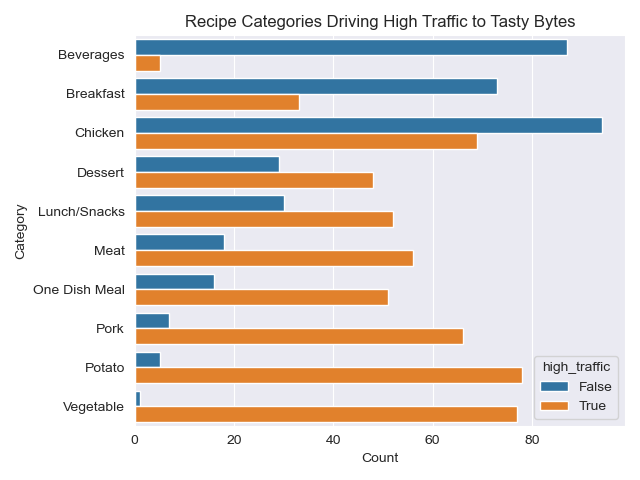 Recipe Categories Driving High Traffic to Tasty Bytes
Beverages
Breakfast
Chicken
Dessert
Lunch/Snacks
Meat
One Dish Meal
Pork
Potato
Vegetable
Category
0 20 40 60 80
Count
high_traffic
False
True